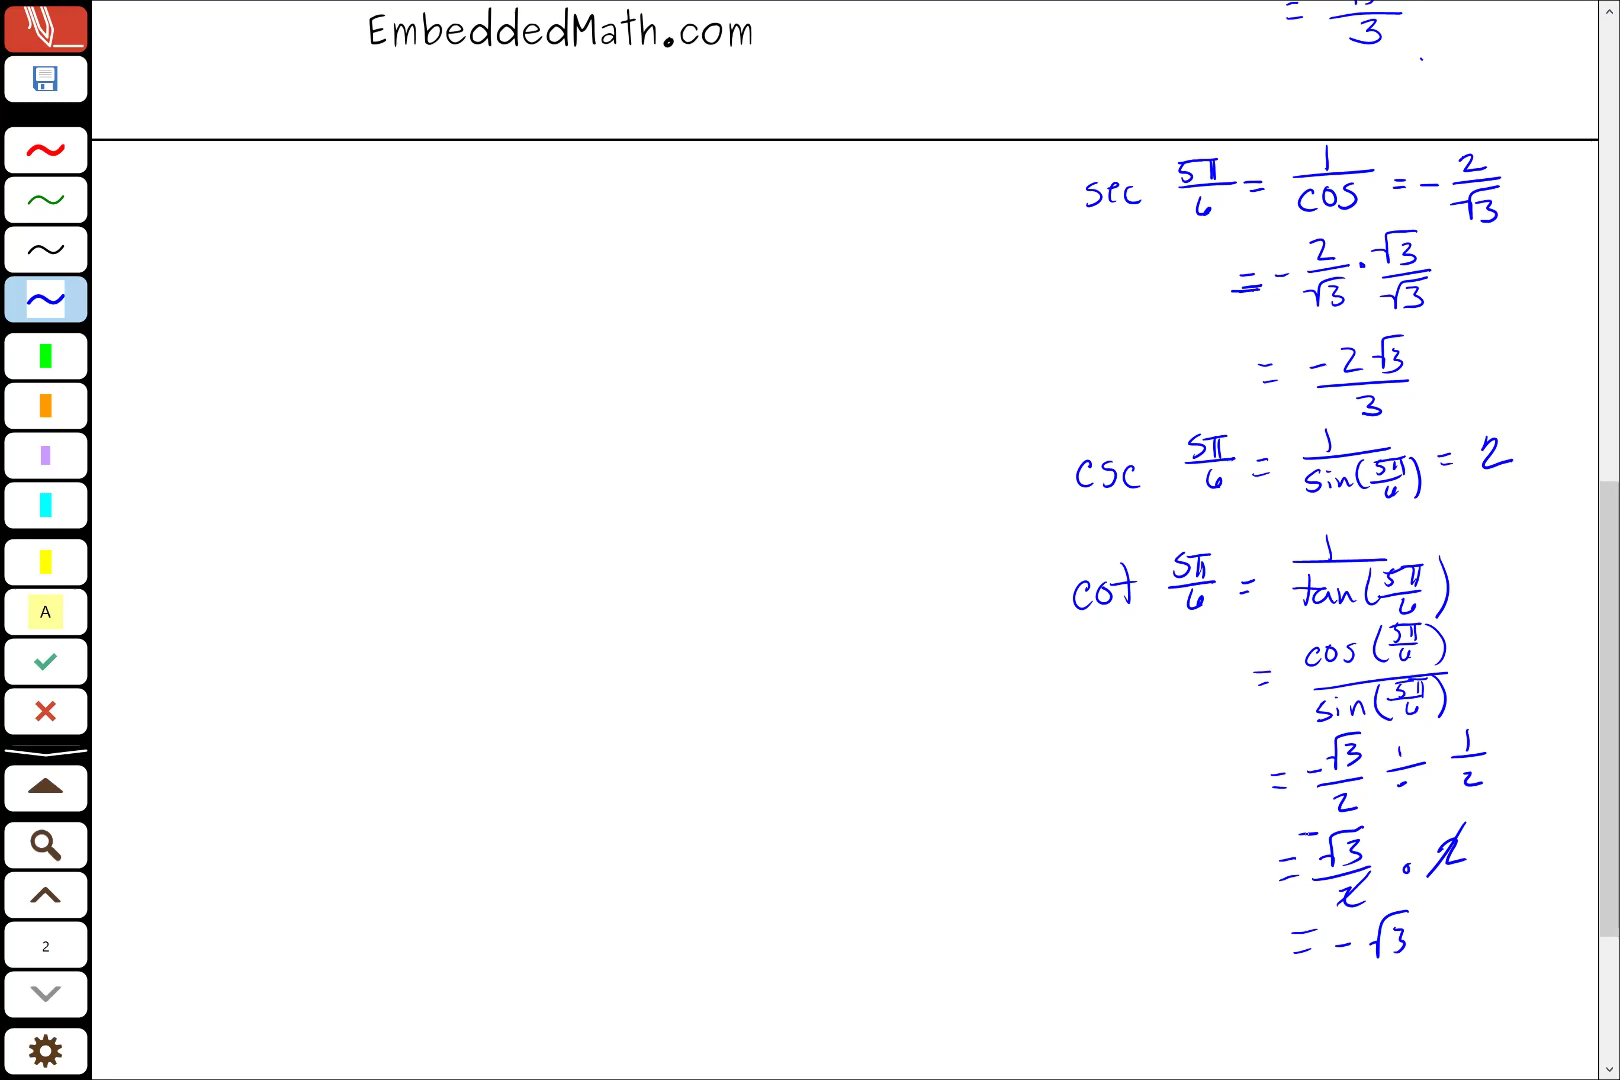 EmbeddedMath.com
= √3/3
sec 5π/6 = 1/cos = - 2/√3
= - 2/√3 · √3/√3
= -2√3/3
csc 5π/6 = 1/sin(5π/6) = 2
cot 5π/6 = 1/tan(5π/6)
= cos(5π/6)/sin(5π/6)
= -√3/2 ÷ 1/2
= -√3/2 · 2
= -√3
A
2